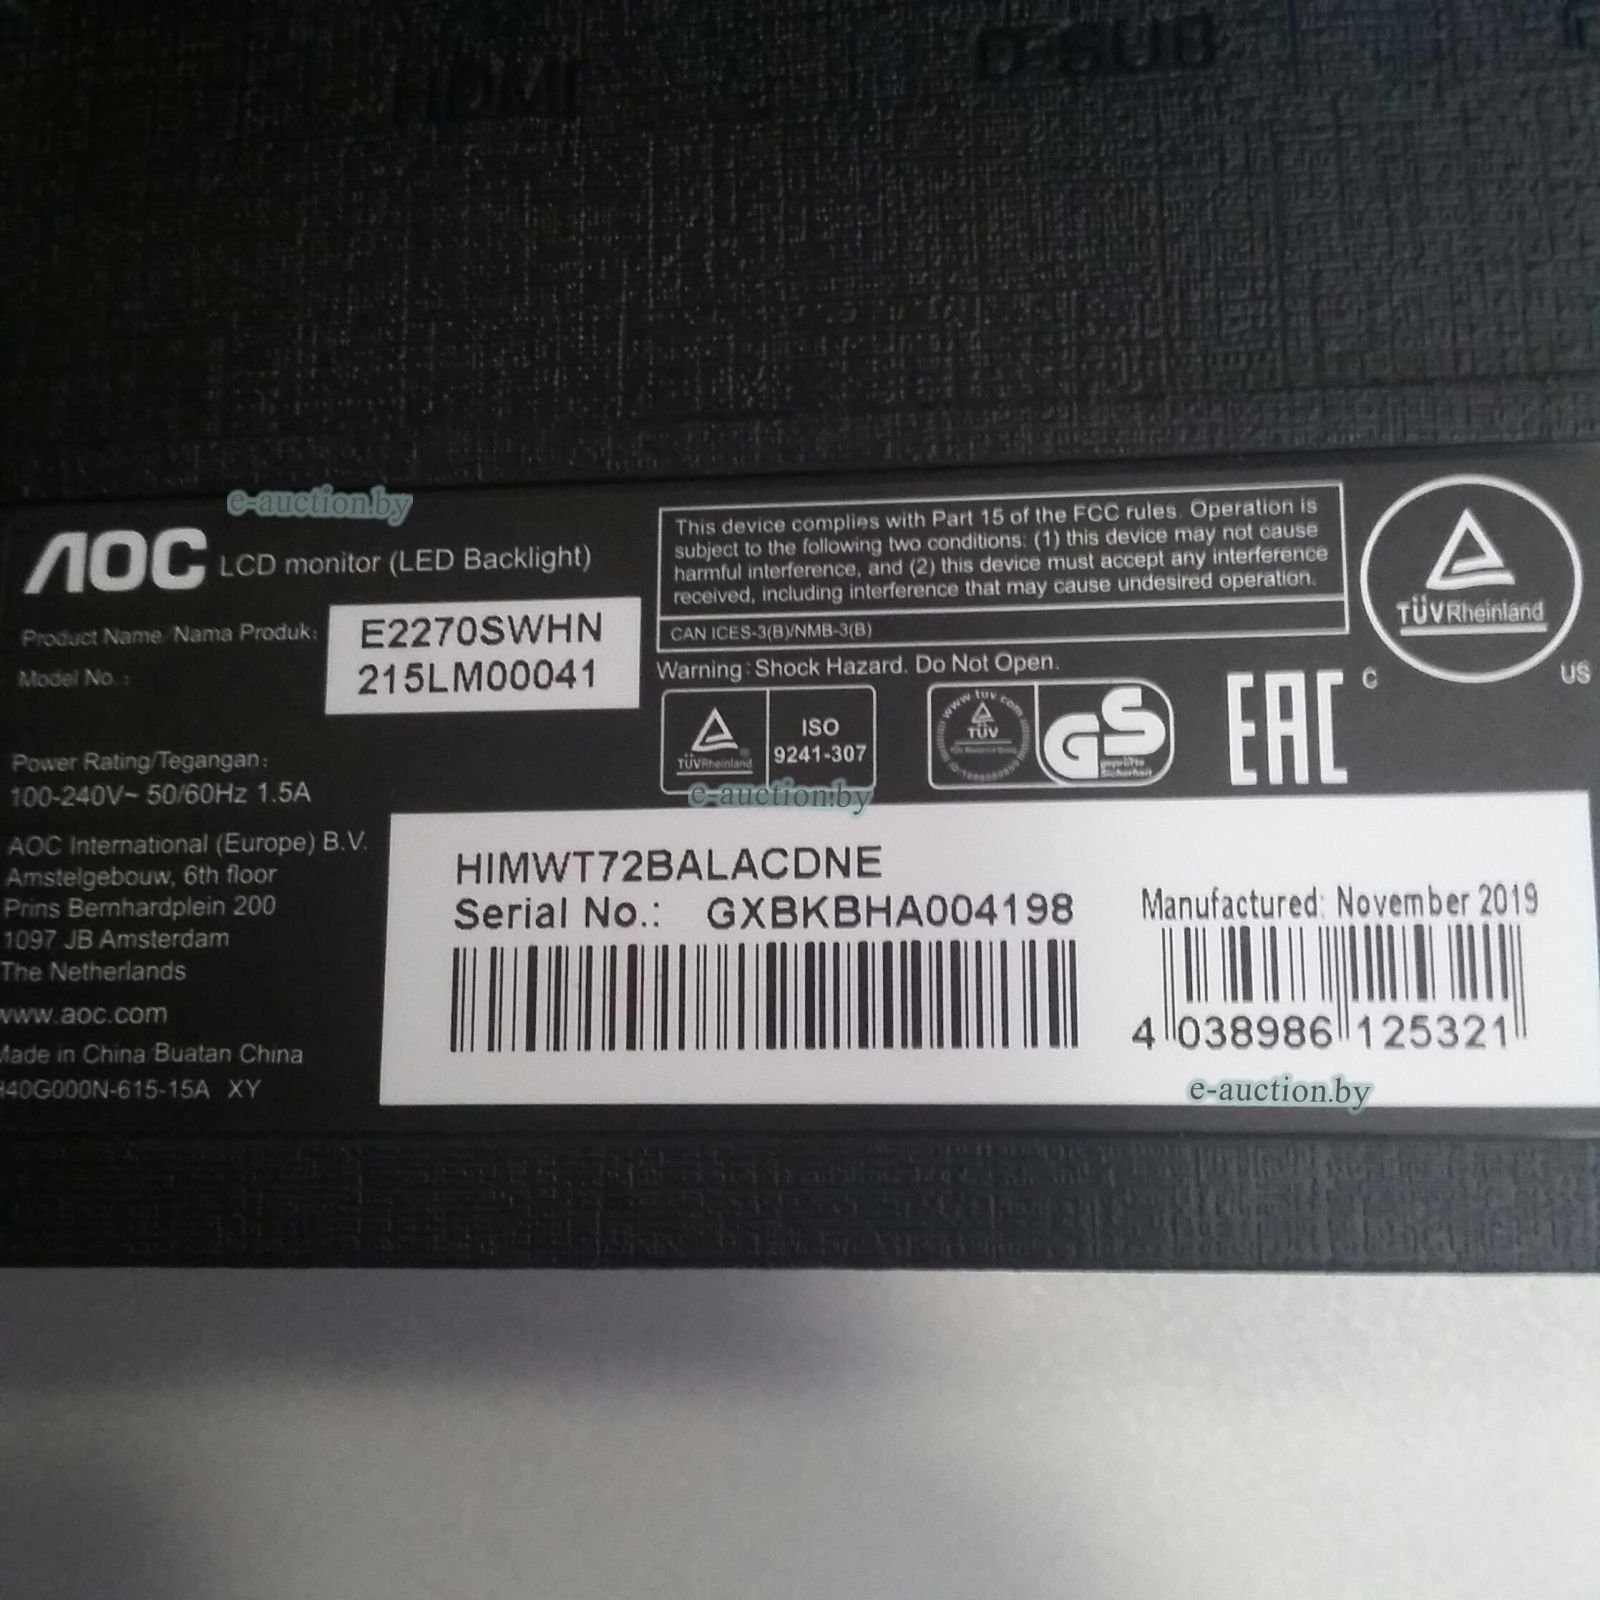 HDMI
D-SUB
e-auction.by
AOC LCD monitor (LED Backlight)
Product Name/Nama Produk: E2270SWHN
Model No.: 215LM00041
Power Rating/Tegangan:
100-240V~ 50/60Hz 1.5A
AOC International (Europe) B.V.
Amstelgebouw, 6th floor
Prins Bernhardplein 200
1097 JB Amsterdam
The Netherlands
www.aoc.com
Made in China/Buatan China
H40G000N-615-15A XY
This device complies with Part 15 of the FCC rules. Operation is
subject to the following two conditions: (1) this device may not cause
harmful interference, and (2) this device must accept any interference
received, including interference that may cause undesired operation.
CAN ICES-3(B)/NMB-3(B)
Warning: Shock Hazard. Do Not Open.
TÜVRheinland
ISO
9241-307
www.tuv.com
TÜV
GS
geprüfte
Sicherheit
EAC
TÜVRheinland
C US
e-auction.by
HIMWT72BALACDNE
Serial No.: GXBKBHA004198
Manufactured: November 2019
4 038986 125321
e-auction.by